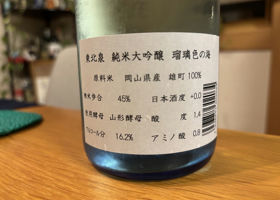 東北泉 純米大吟醸 瑠璃色の海
原料米 岡山県産 雄町100%
精米歩合 45% 日本酒度 +0.0
使用酵母 山形酵母 酸度 1.4
アルコール分 16.2% アミノ酸 0.8